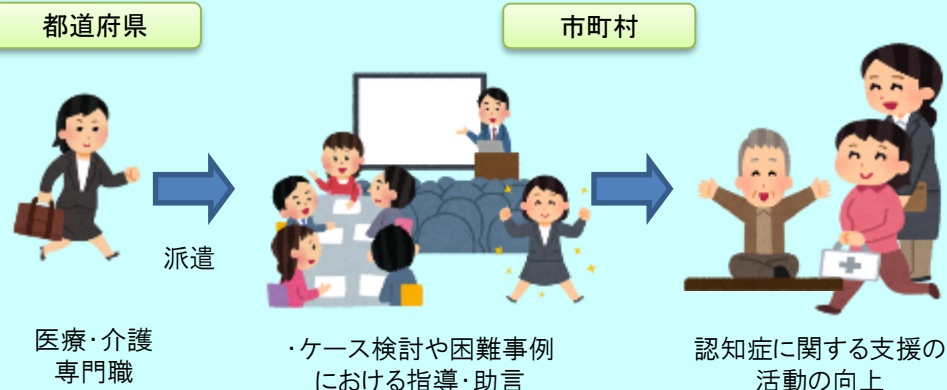 都道府県
市町村
派遣
医療・介護
専門職
・ケース検討や困難事例
における指導・助言
認知症に関する支援の
活動の向上